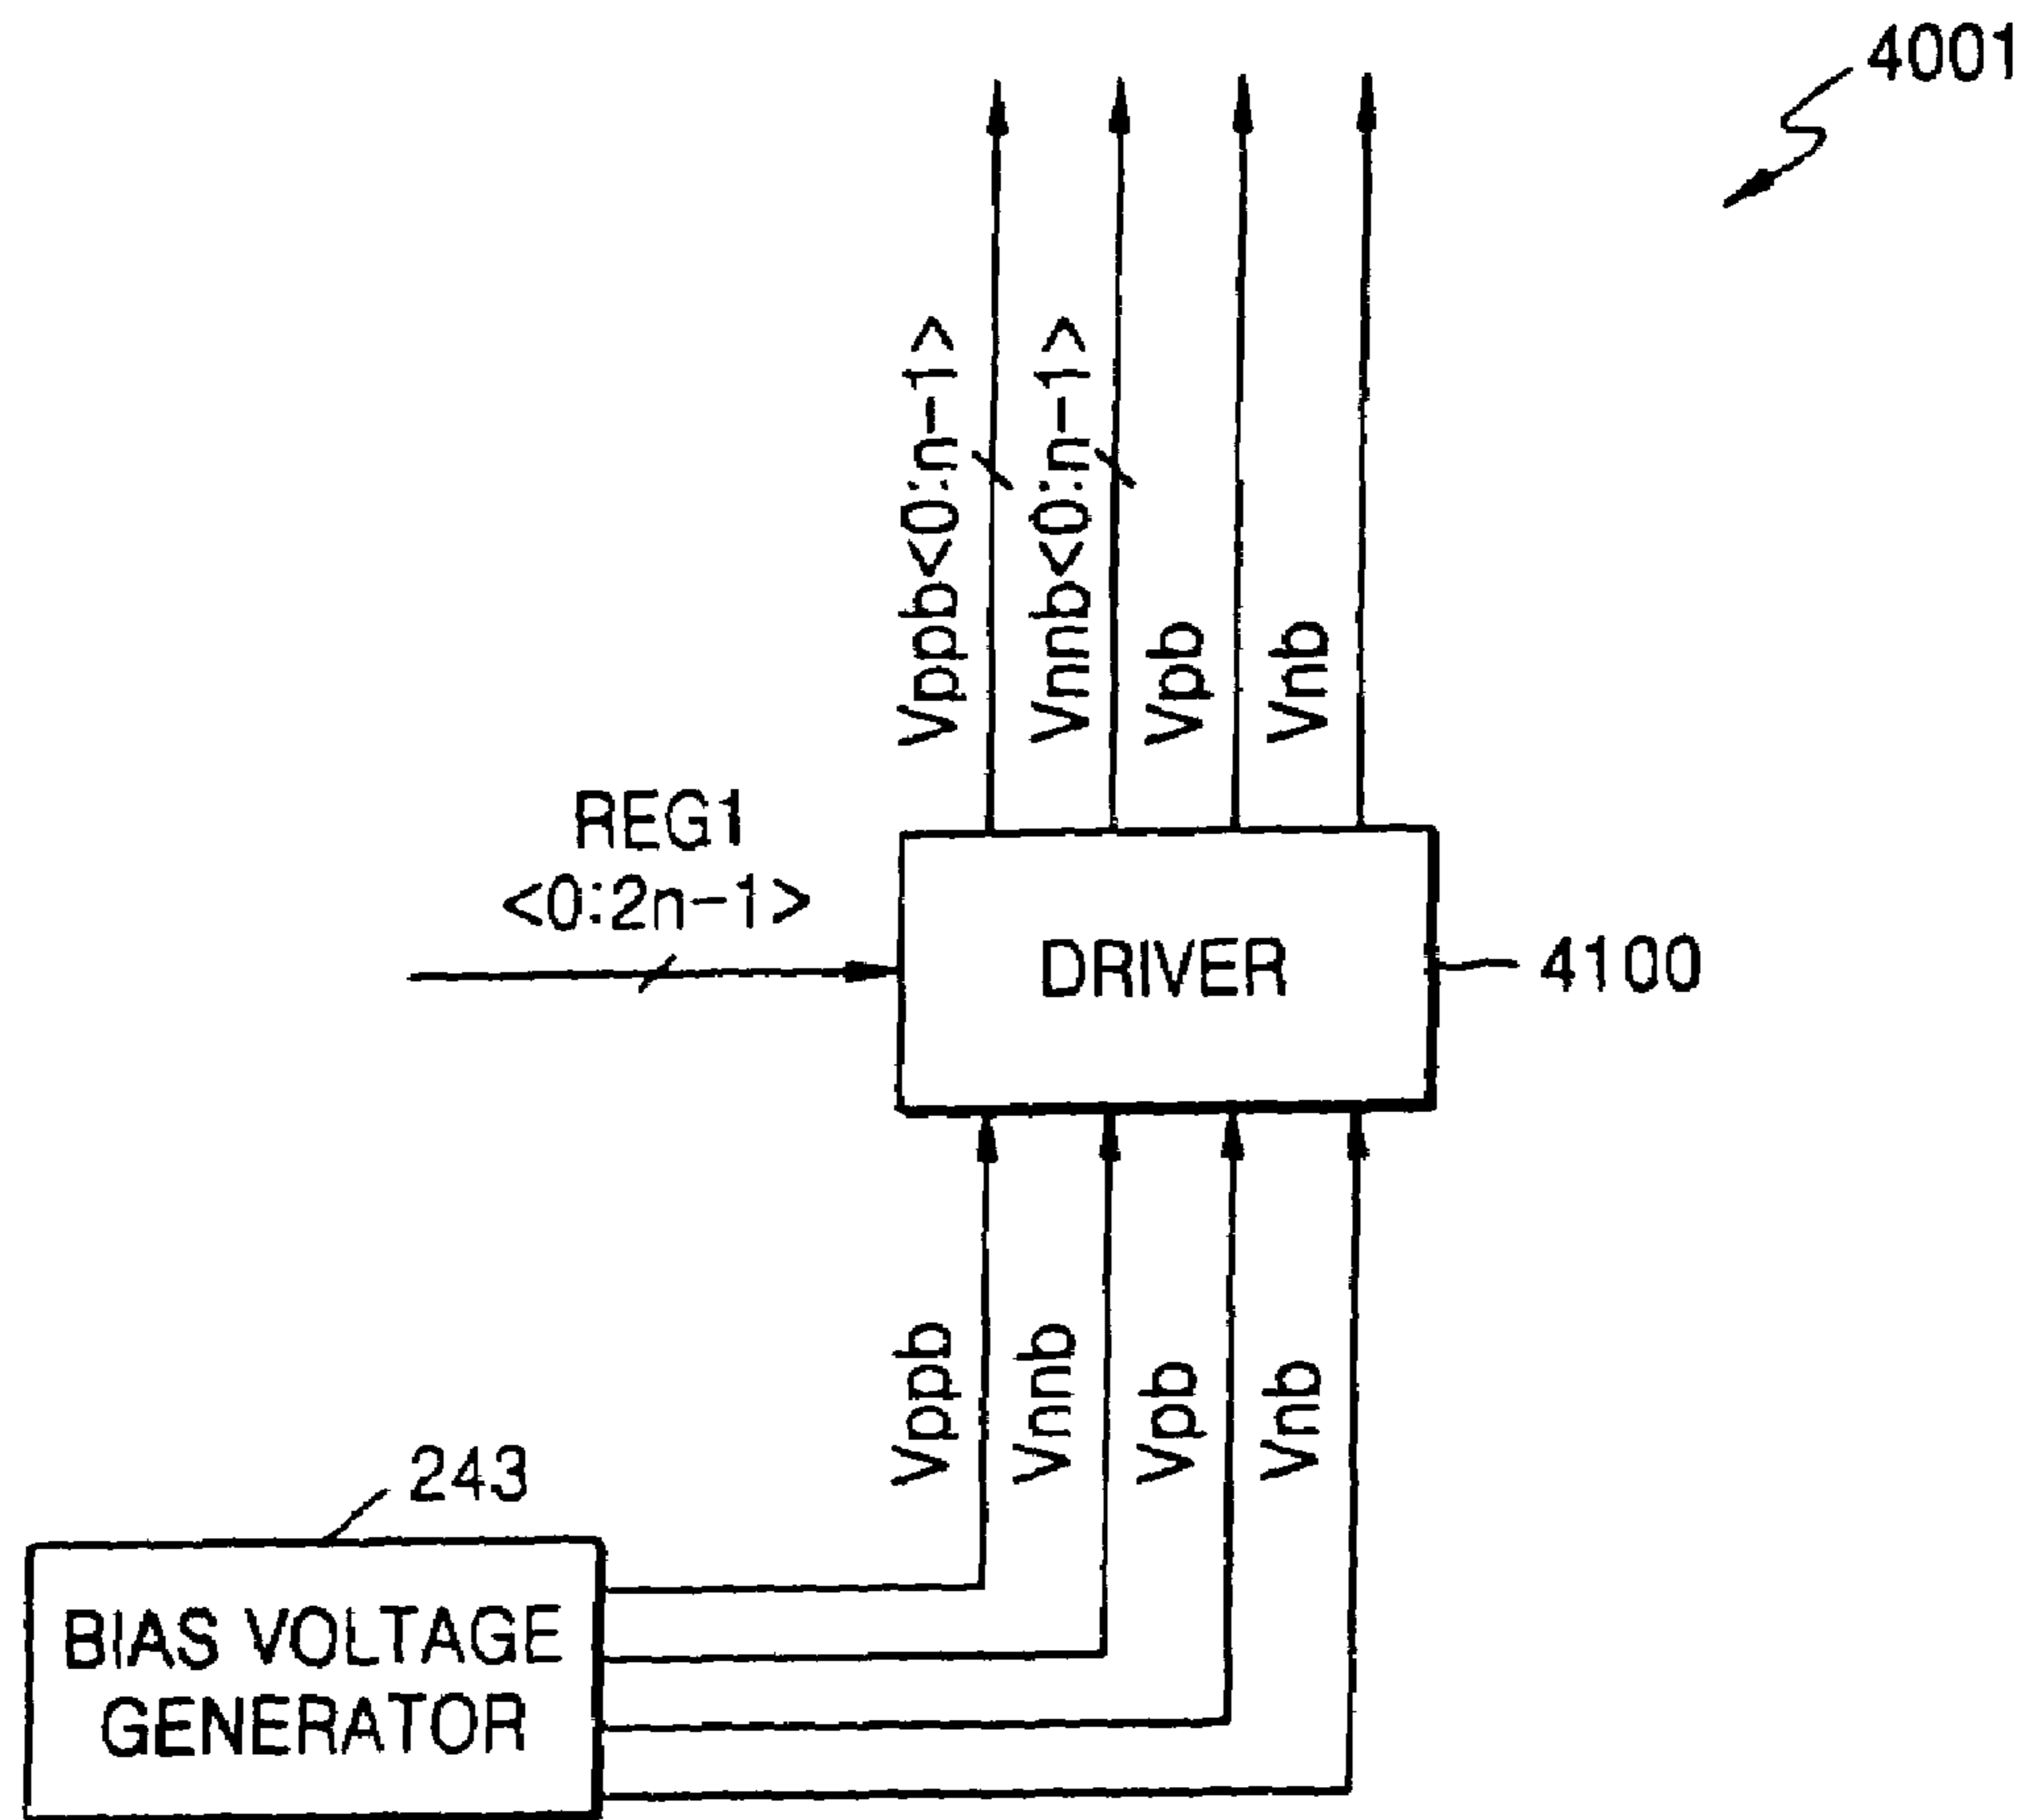 4001
Vppb<0:n-1>
Vnnb<0:n-1>
Vpb
Vnb
REG1
<0:2n-1>
DRIVER
4100
Vppb
Vnnb
Vpb
Vnb
243
BIAS VOLTAGE
GENERATOR